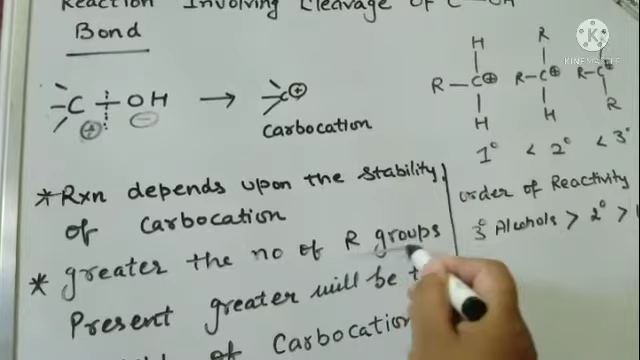 Reaction Involving Cleavage of C-OH
Bond
C OH → C⊕
⊕ ⊖
Carbocation
* Rxn depends upon the stability
of Carbocation
* greater the no of R groups
Present greater will be
of Carbocation
H R
R-C⊕ R-C⊕ R-C⊕
H H R
1° < 2° < 3°
order of Reactivity
3° Alcohols > 2° >
KINEMASTER